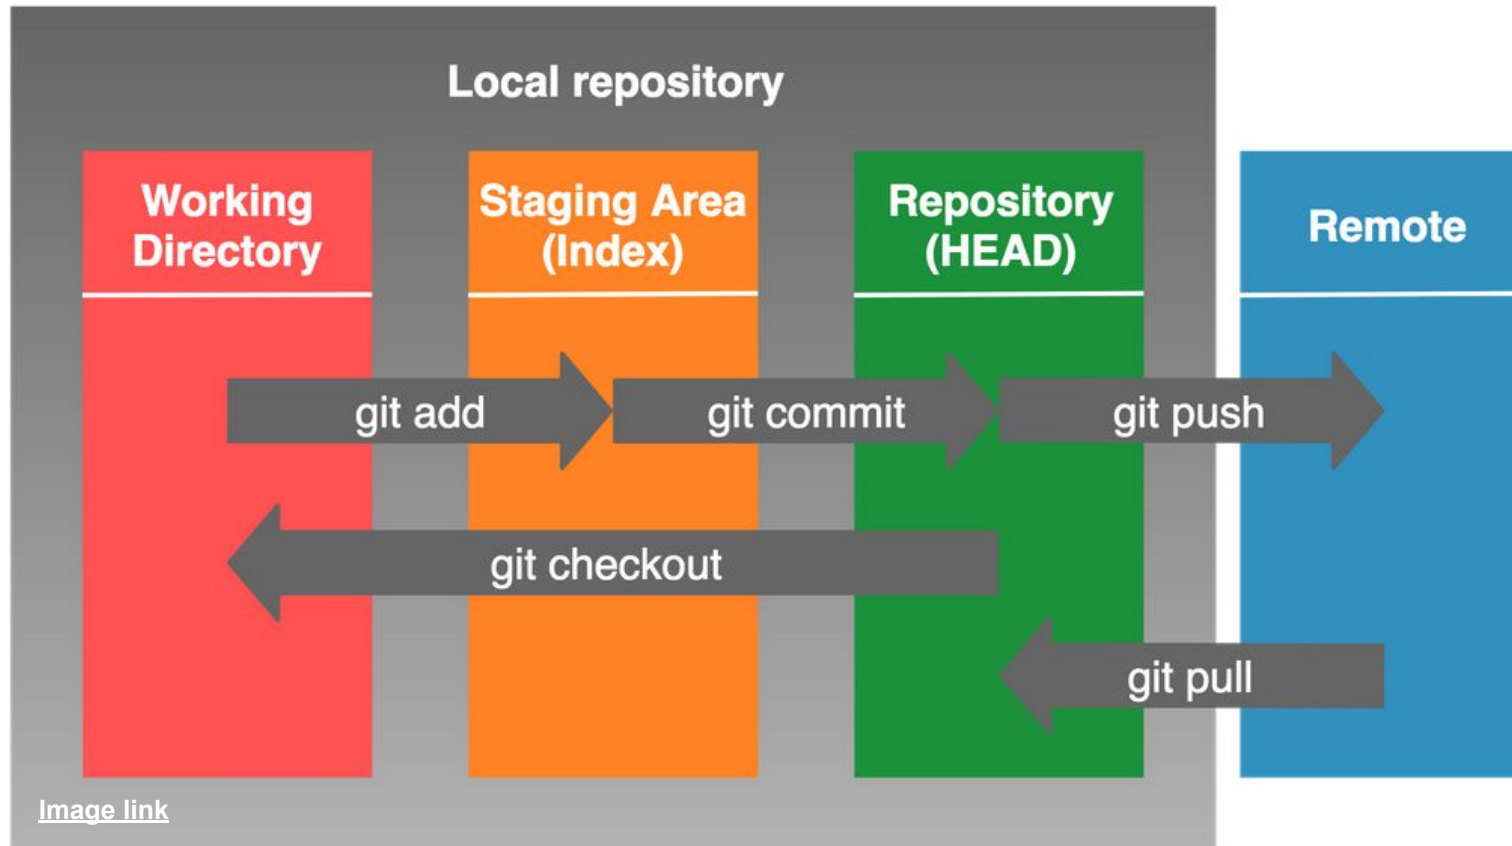 Local repository
Working
Directory
Staging Area
(Index)
Repository
(HEAD)
Remote
git add
git commit
git push
git checkout
git pull
Image link